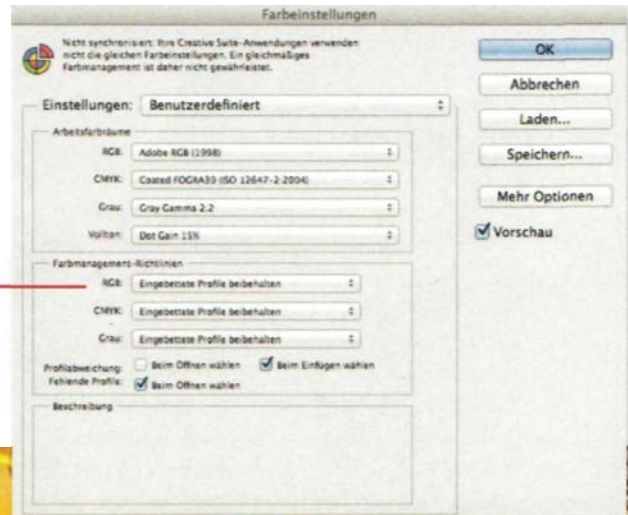 Farbeinstellungen
Nicht synchronisiert: Ihre Creative Suite-Anwendungen verwenden
nicht die gleichen Farbeinstellungen. Ein gleichmäßiges
Farbmanagement ist daher nicht gewährleistet.
OK
Abbrechen
Laden...
Speichern...
Mehr Optionen
Vorschau
Einstellungen: Benutzerdefiniert
Arbeitsfarbräume
RGB: Adobe RGB (1998)
CMYK: Coated FOGRA39 (ISO 12647-2:2004)
Grau: Gray Gamma 2.2
Vollton: Dot Gain 15%
Farbmanagement-Richtlinien
RGB: Eingebettete Profile beibehalten
CMYK: Eingebettete Profile beibehalten
Grau: Eingebettete Profile beibehalten
Profilabweichung: Beim Öffnen wählen Beim Einfügen wählen
Fehlende Profile: Beim Öffnen wählen
Beschreibung